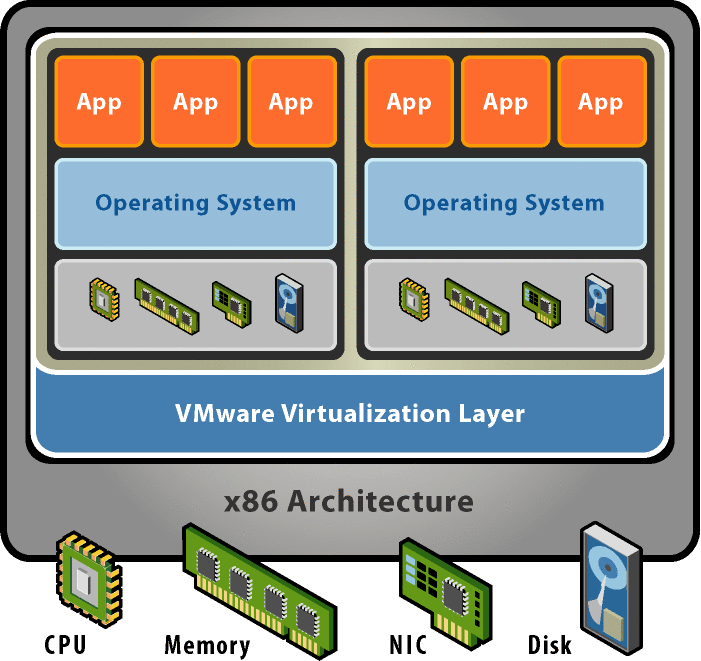 App App App App App App
Operating System Operating System
VMware Virtualization Layer
x86 Architecture
CPU Memory NIC Disk